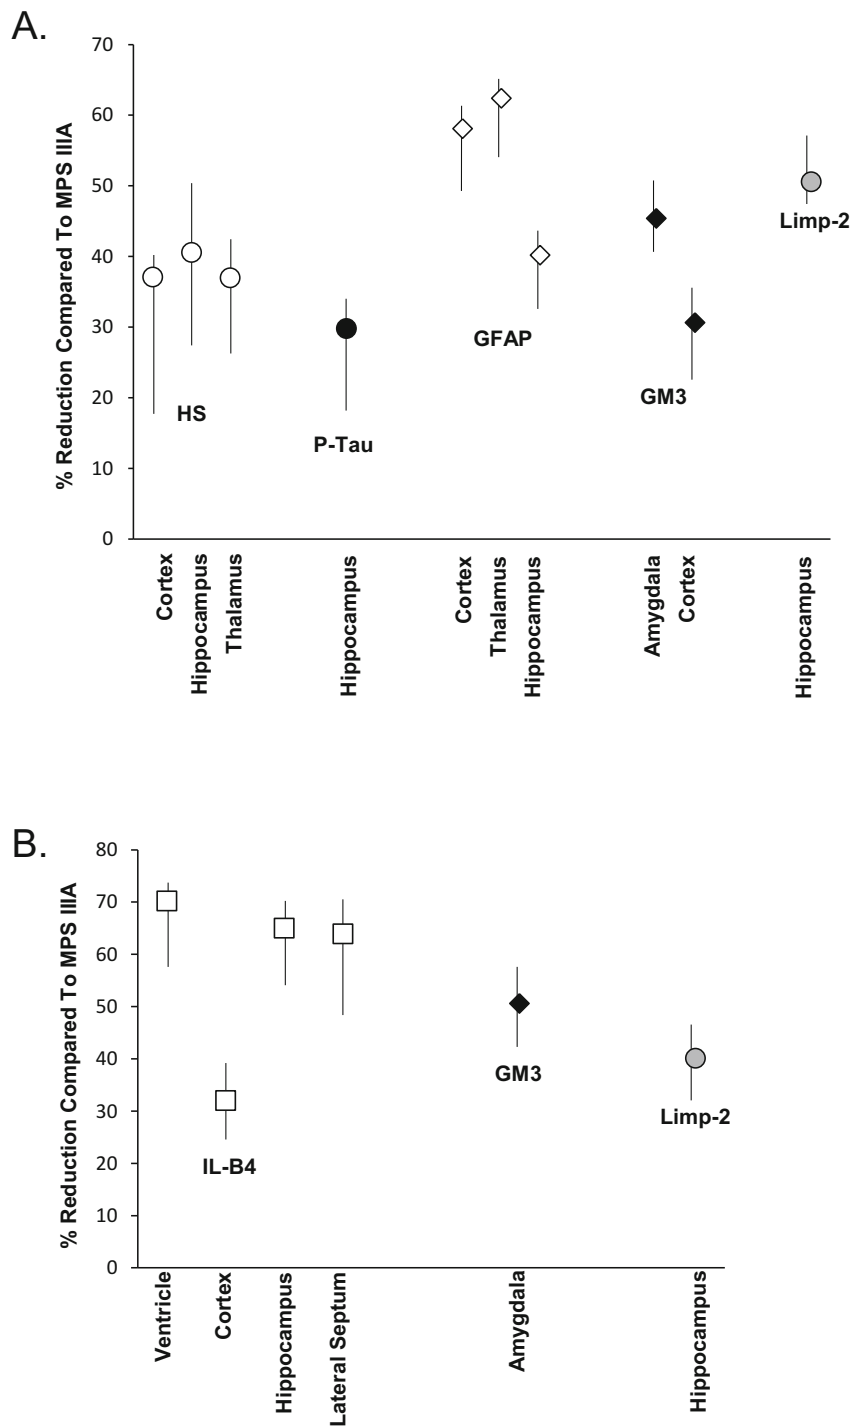 A.
% Reduction Compared To MPS IIIA
70
60
50
40
30
20
10
0
HS
P-Tau
GFAP
GM3
Limp-2
Cortex
Hippocampus
Thalamus
Hippocampus
Cortex
Thalamus
Hippocampus
Amygdala
Cortex
Hippocampus
B.
% Reduction Compared To MPS IIIA
80
70
60
50
40
30
20
10
0
IL-B4
GM3
Limp-2
Ventricle
Cortex
Hippocampus
Lateral Septum
Amygdala
Hippocampus